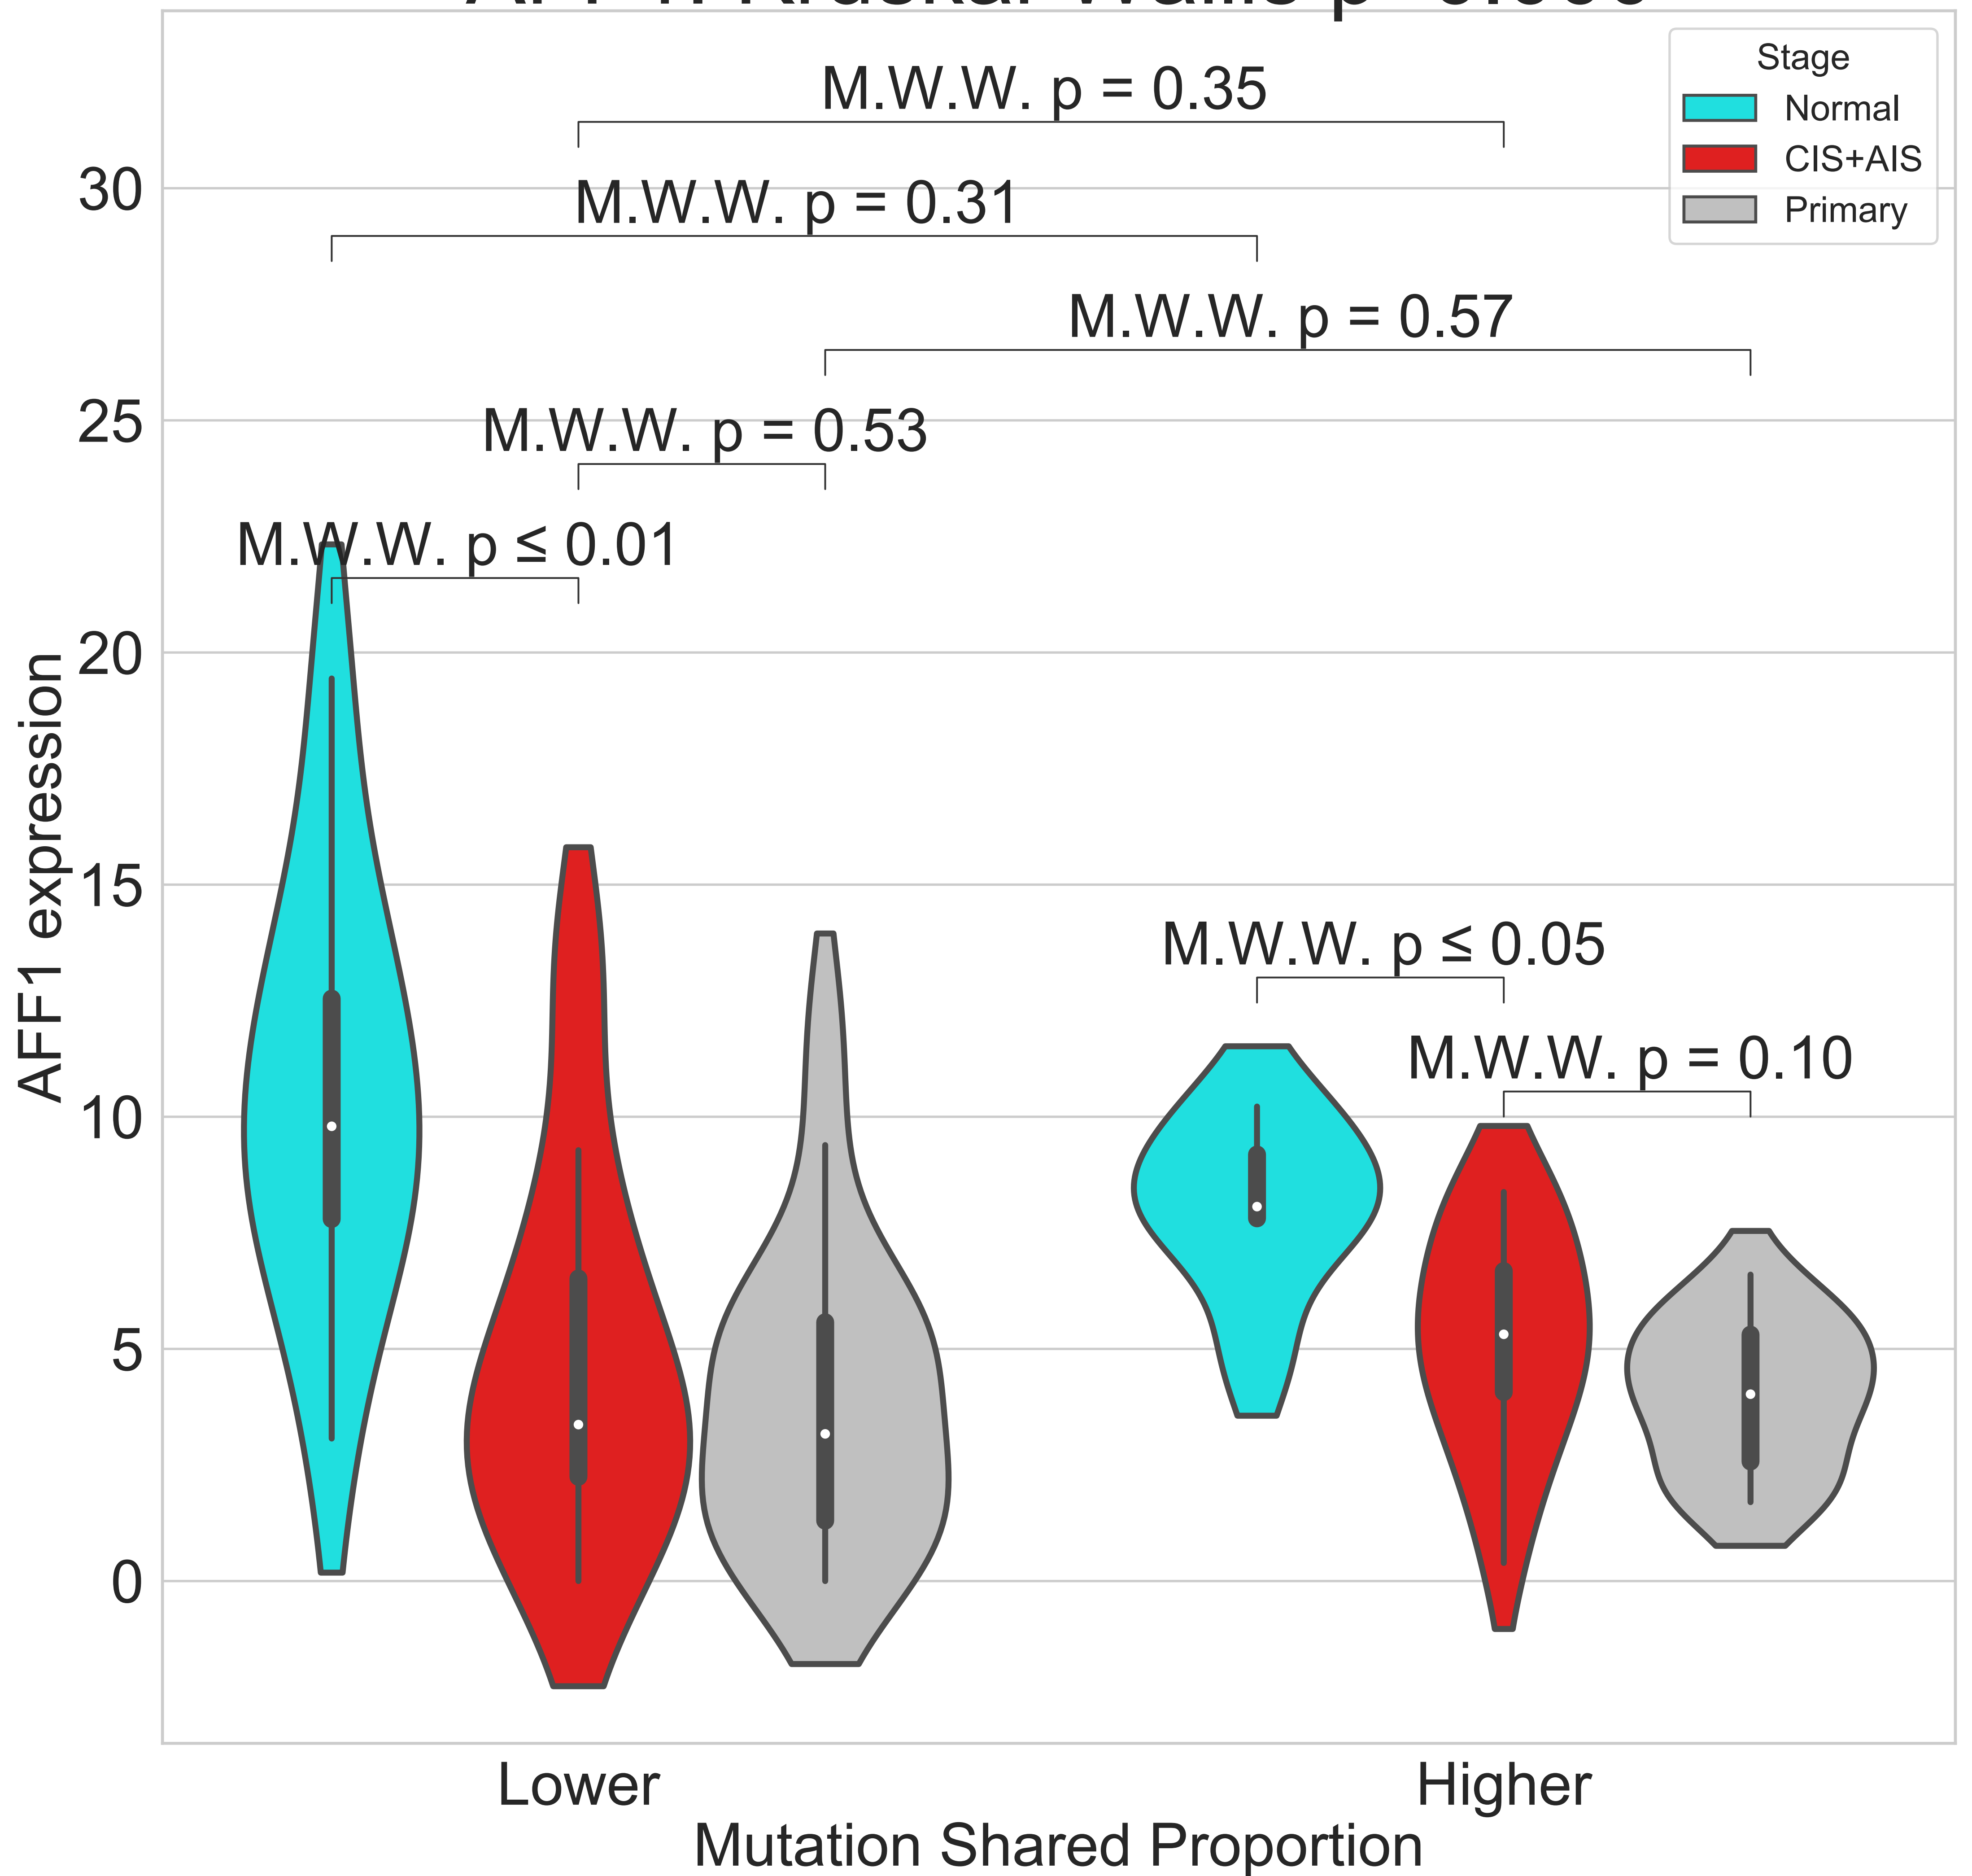 Stage
Normal
CIS+AIS
Primary
M.W.W. p = 0.35
M.W.W. p = 0.31
M.W.W. p = 0.57
M.W.W. p = 0.53
M.W.W. p ≤ 0.01
M.W.W. p ≤ 0.05
M.W.W. p = 0.10
30
25
20
15
10
5
0
AFF1 expression
Lower
Higher
Mutation Shared Proportion